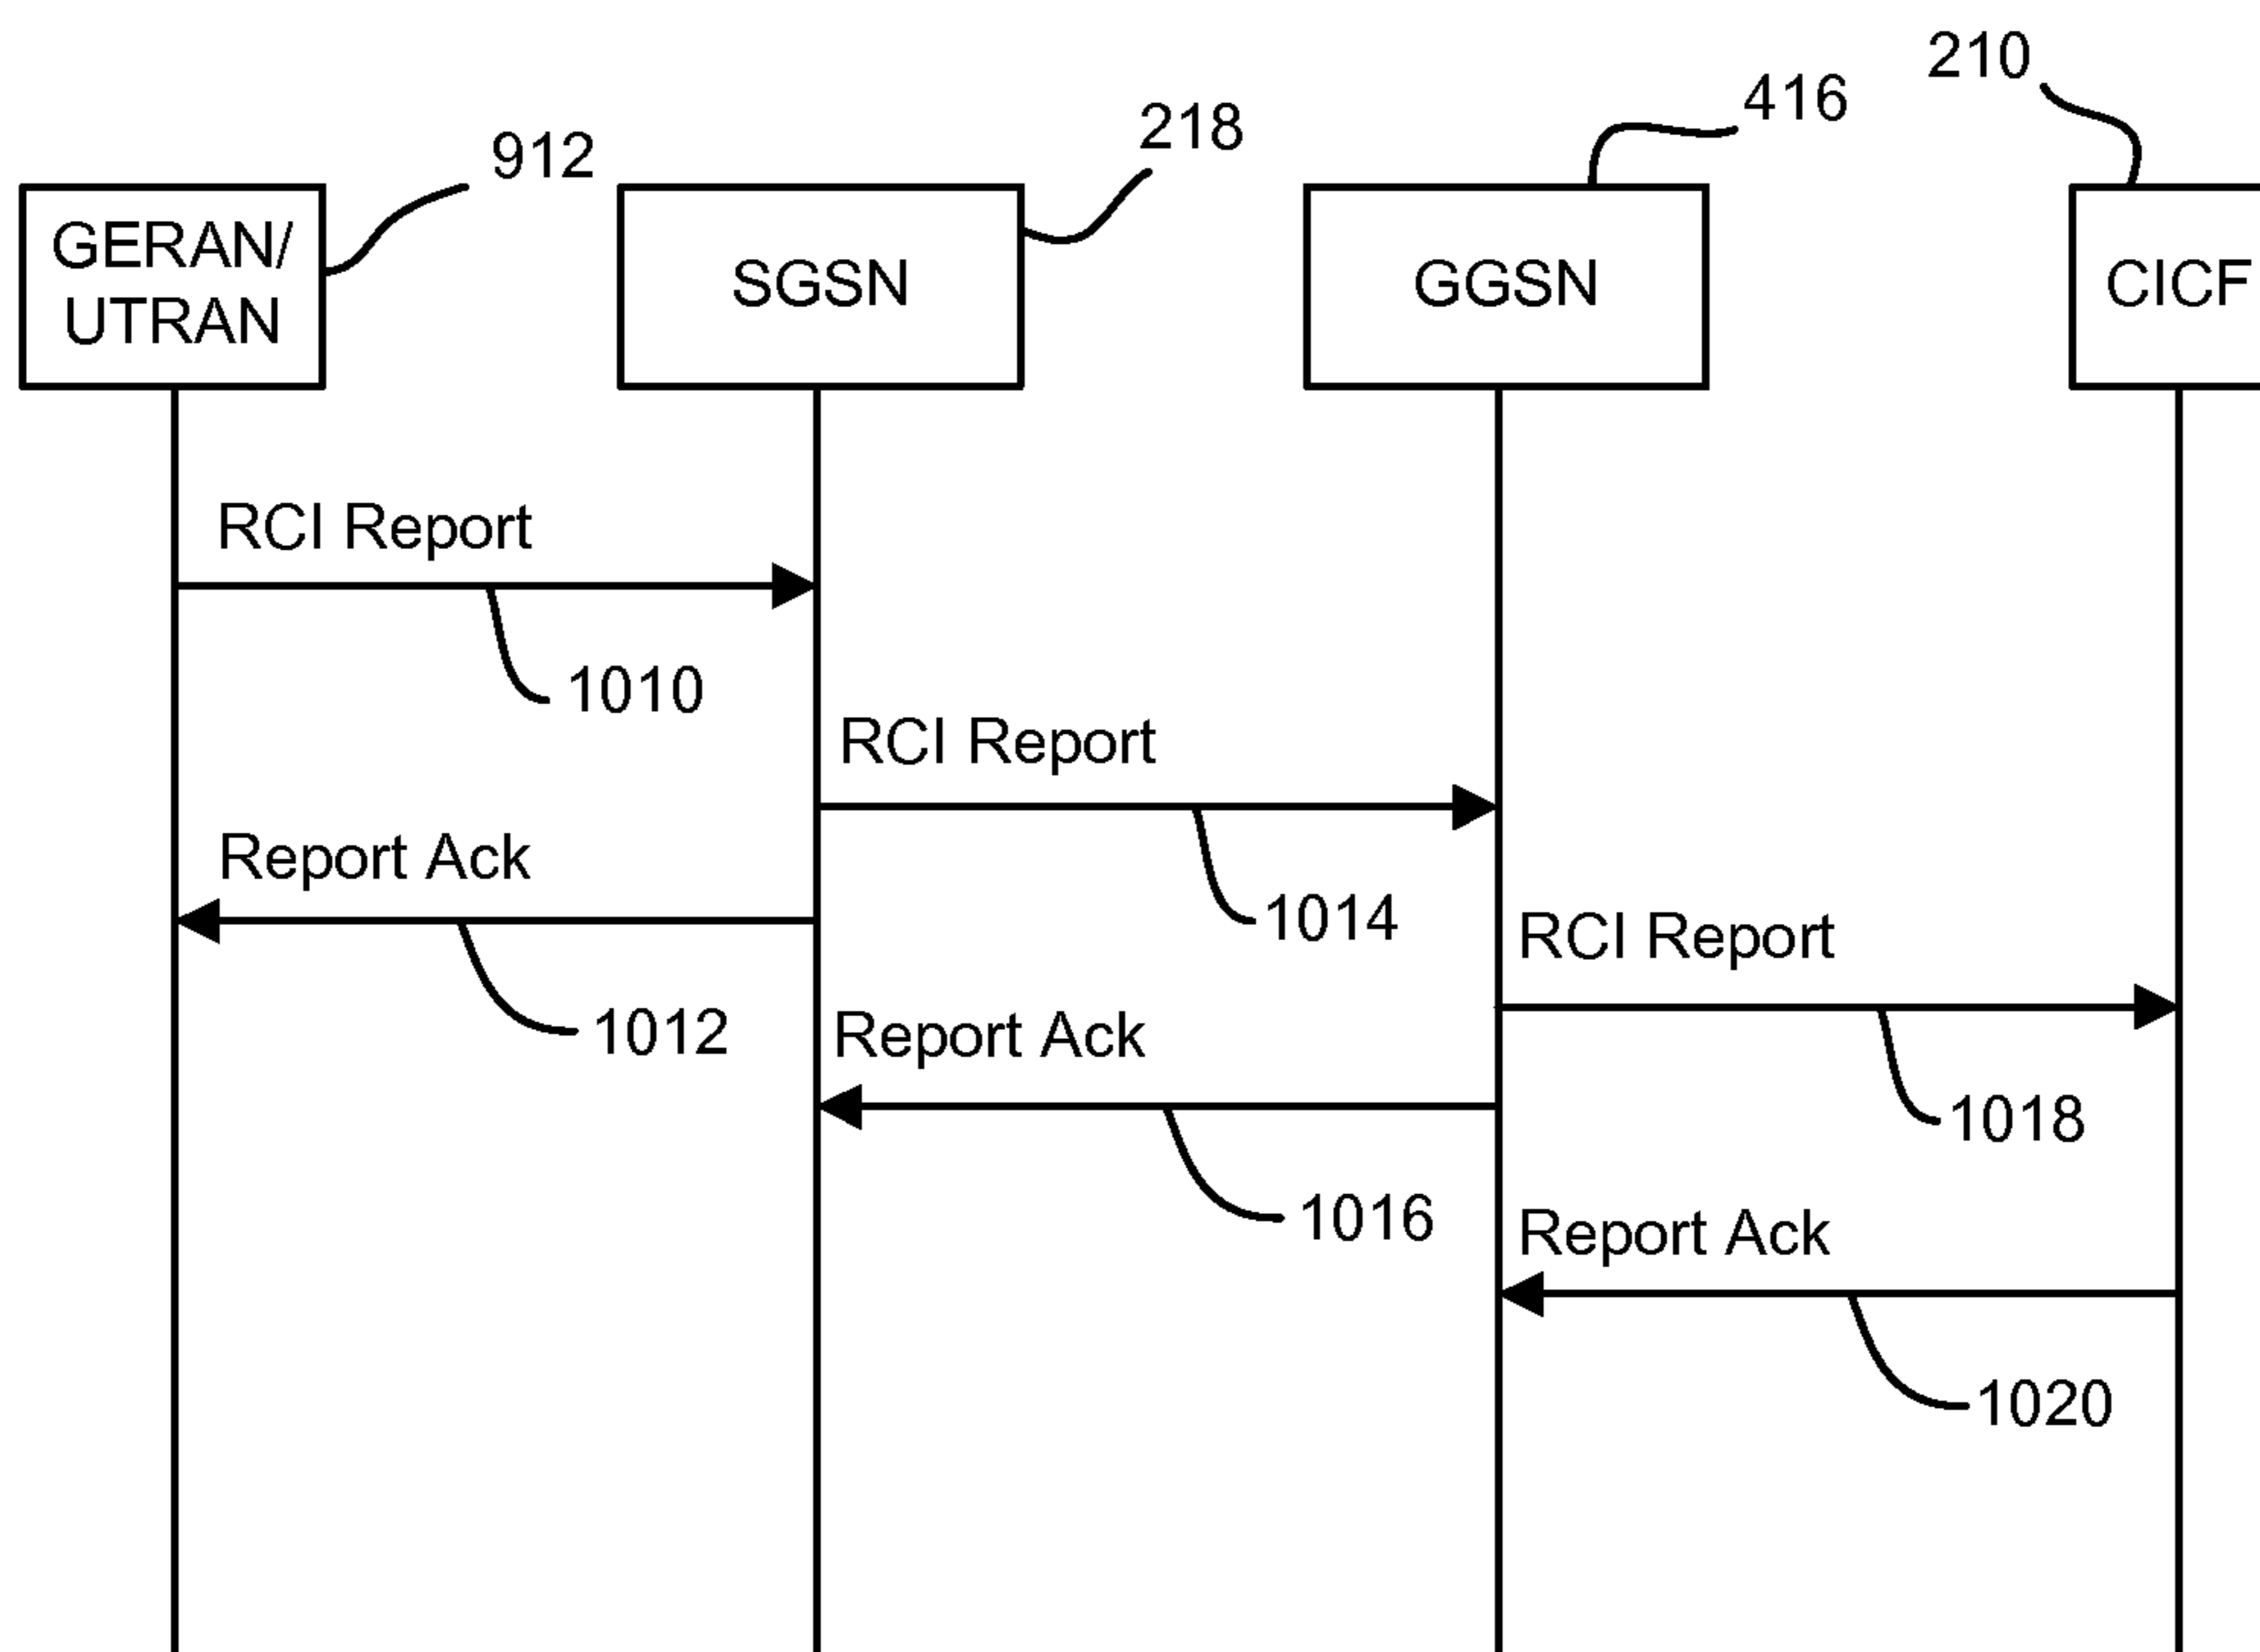 210
416
218
912
GERAN/
UTRAN
SGSN
GGSN
CICF
RCI Report
1010
RCI Report
Report Ack
1014
RCI Report
1012
Report Ack
1018
1016
Report Ack
1020